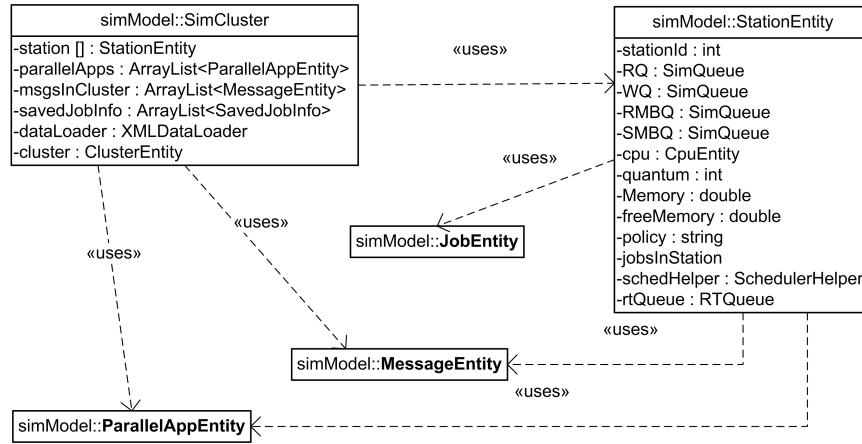 simModel::SimCluster
-station [] : StationEntity
-parallelApps : ArrayList<ParallelAppEntity>
-msgsInCluster : ArrayList<MessageEntity>
-savedJobInfo : ArrayList<SavedJobInfo>
-dataLoader : XMLDataLoader
-cluster : ClusterEntity
«uses»
simModel::StationEntity
-stationId : int
-RQ : SimQueue
-WQ : SimQueue
-RMBQ : SimQueue
-SMBQ : SimQueue
-cpu : CpuEntity
-quantum : int
-Memory : double
-freeMemory : double
-policy : string
-jobsInStation
-schedHelper : SchedulerHelper
-rtQueue : RTQueue
«uses»
«uses»
«uses»
simModel::JobEntity
«uses»
simModel::MessageEntity
«uses»
simModel::ParallelAppEntity